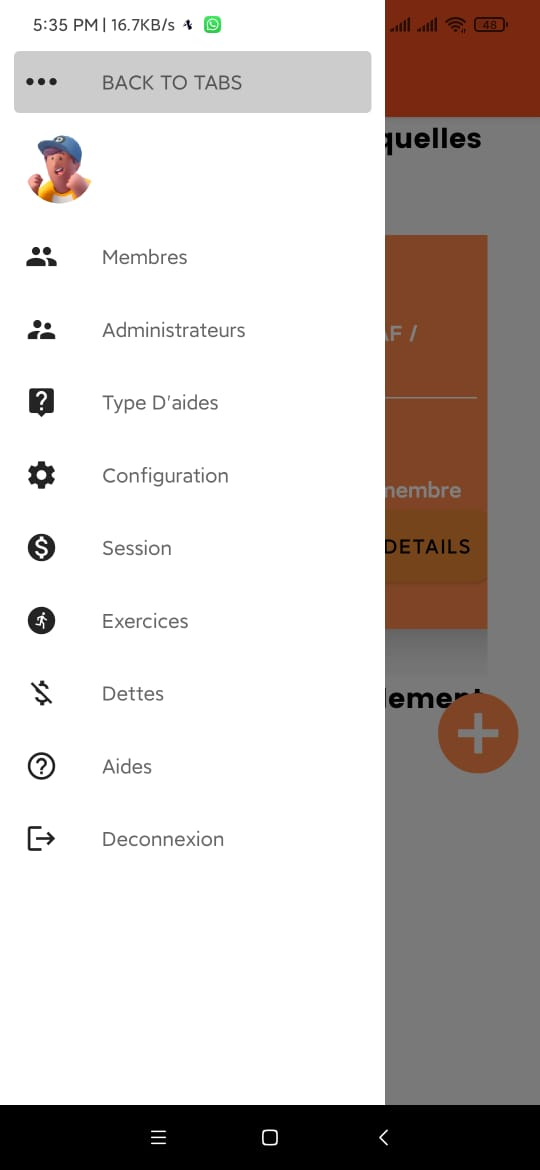 5:35 PM | 16.7KB/s
48
BACK TO TABS
quelles
Membres
Administrateurs
AF /
Type D'aides
Configuration
membre
Session
DETAILS
Exercices
Dettes
Aides
Deconnexion